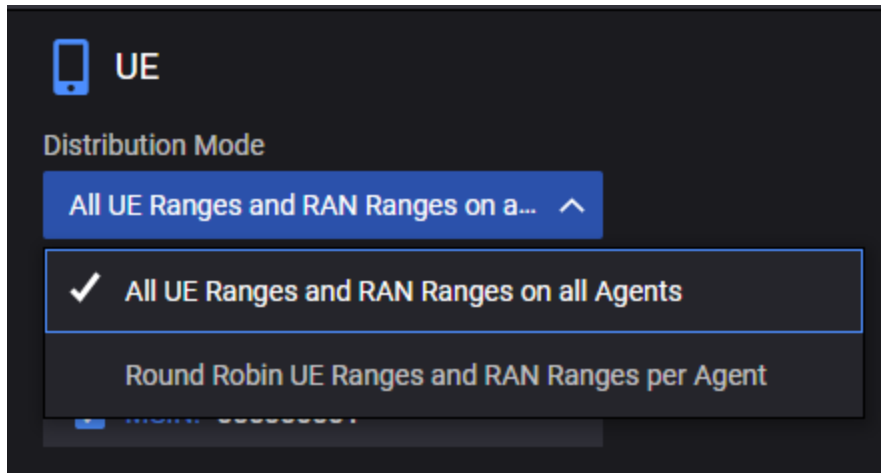 UE
Distribution Mode
All UE Ranges and RAN Ranges on a...
All UE Ranges and RAN Ranges on all Agents
Round Robin UE Ranges and RAN Ranges per Agent